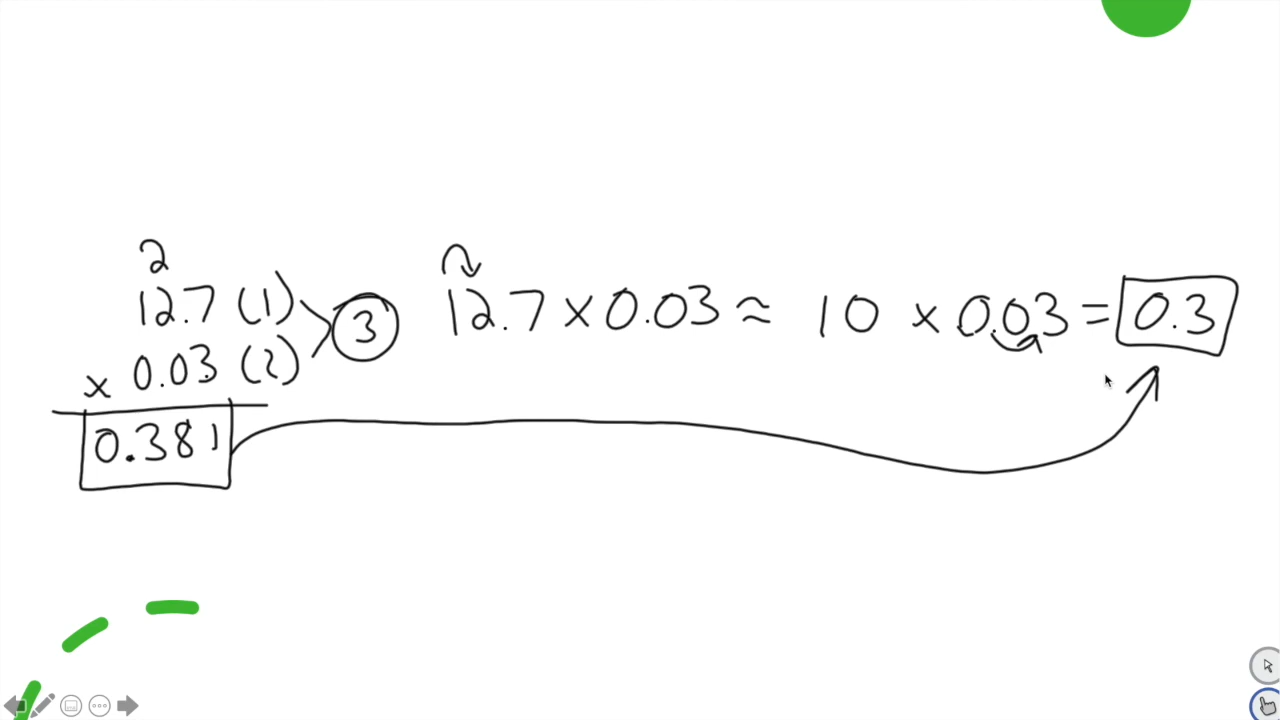 2
12.7 (1)
3
x 0.03 (2)
0.381
12.7 x 0.03 ≈ 10 x 0.03 = 0.3